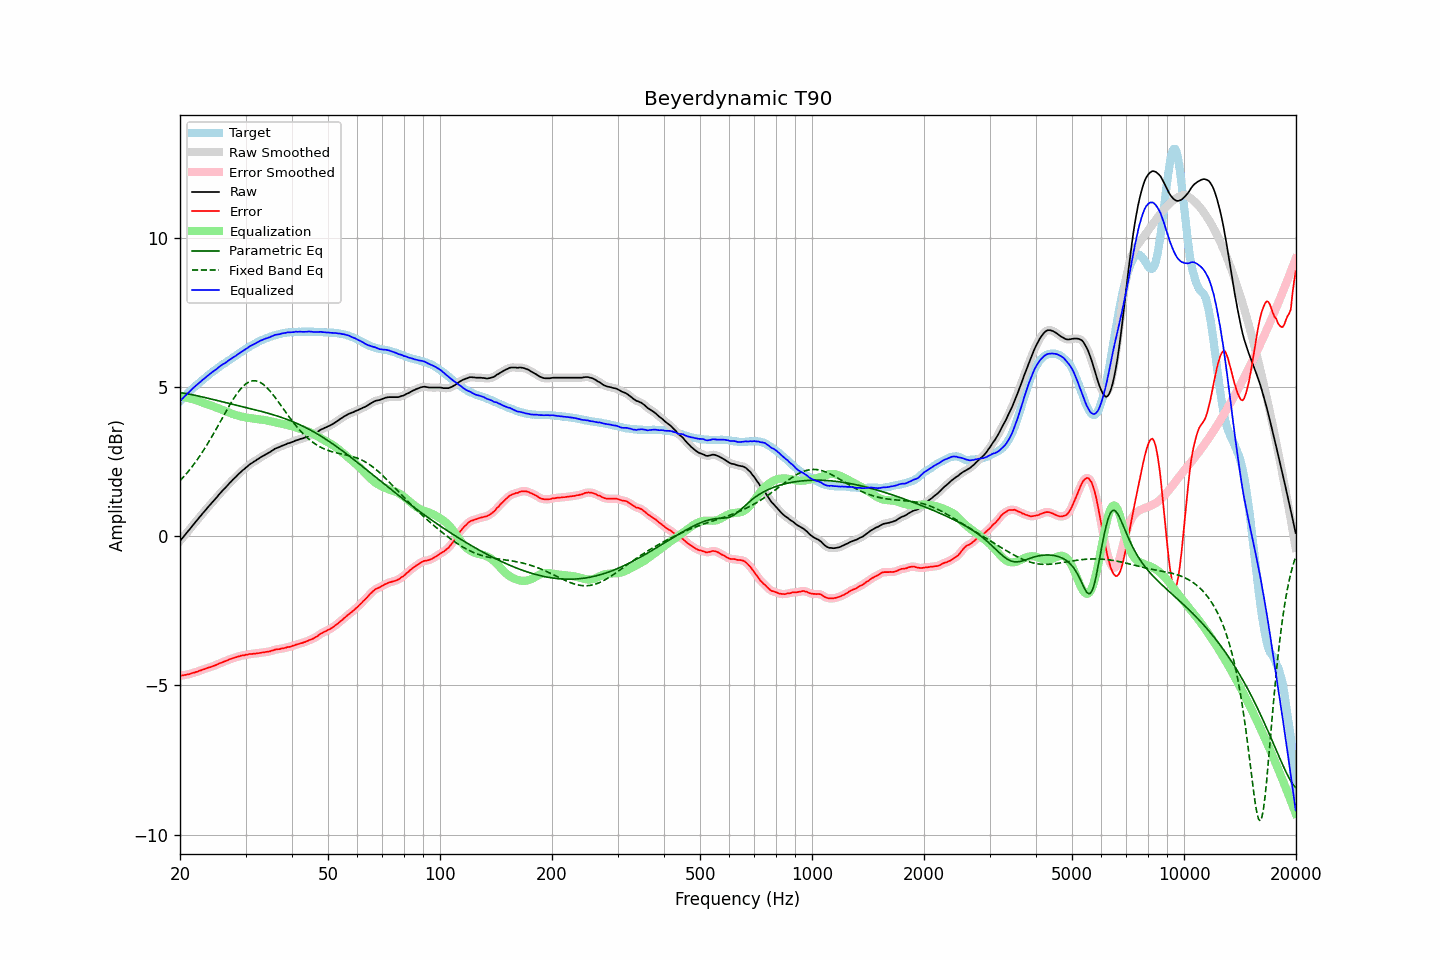 Beyerdynamic T90
Target
Raw Smoothed
Error Smoothed
Raw
Error
Equalization
Parametric Eq
Fixed Band Eq
Equalized
Amplitude (dBr)
10
5
0
−5
−10
20 50 100 200 500 1000 2000 5000 10000 20000
Frequency (Hz)